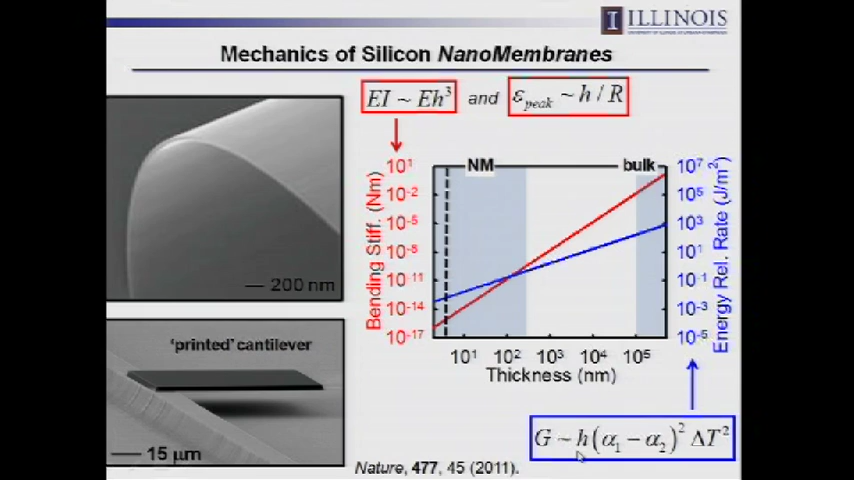 ILLINOIS
Mechanics of Silicon NanoMembranes
EI ~ Eh³ and ε_peak ~ h / R
200 nm
'printed' cantilever
15 μm
NM
bulk
Bending Stiff. (Nm)
10¹
10⁻²
10⁻⁵
10⁻⁸
10⁻¹¹
10⁻¹⁴
10⁻¹⁷
10⁷
10⁵
10³
10¹
10⁻¹
10⁻³
10⁻⁵
Energy Rel. Rate (J/m²)
10¹ 10² 10³ 10⁴ 10⁵
Thickness (nm)
G ~ h(α₁ − α₂)² ΔT²
Nature, 477, 45 (2011).